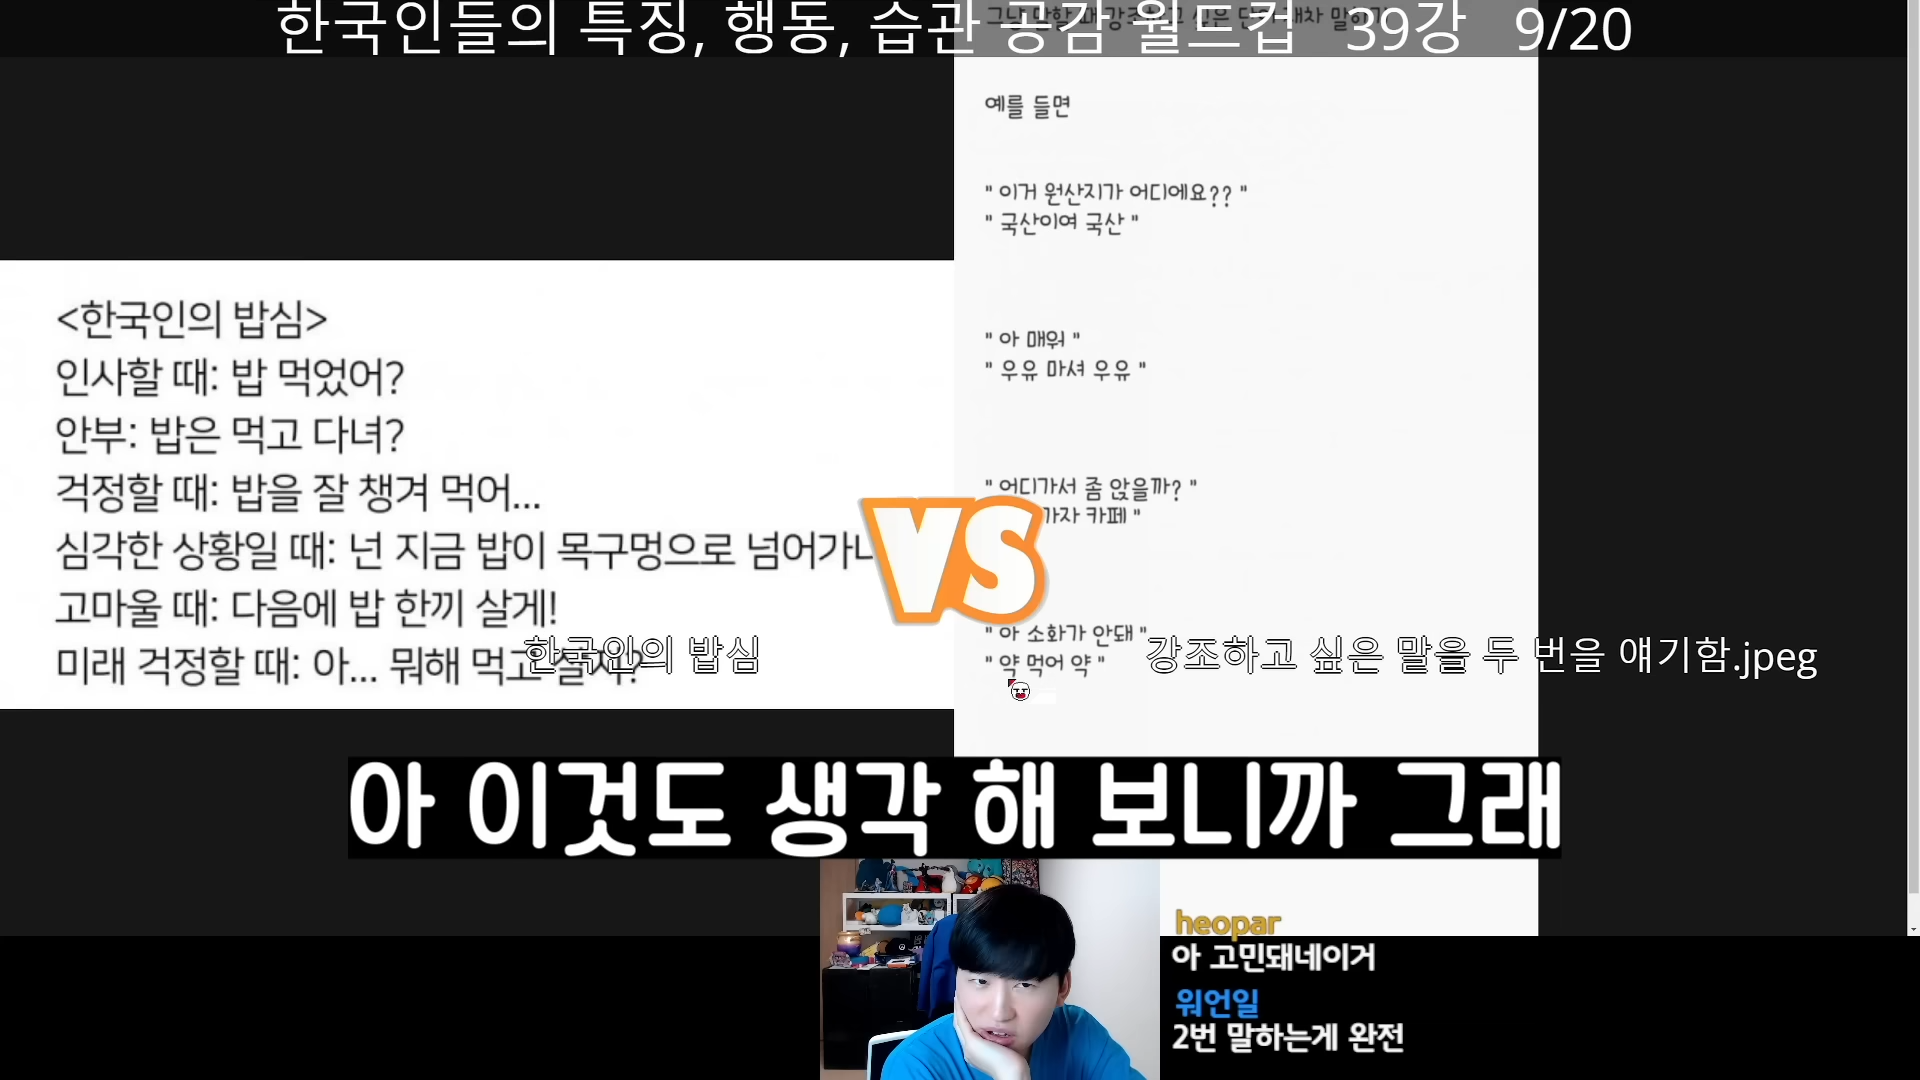 한국인들의 특징, 행동, 습관 공감 월드컵 39강 9/20
<한국인의 밥심>
인사할 때: 밥 먹었어?
안부: 밥은 먹고 다녀?
걱정할 때: 밥을 잘 챙겨 먹어...
심각한 상황일 때: 넌 지금 밥이 목구멍으로 넘어가니
고마울 때: 다음에 밥 한끼 살게!
미래 걱정할 때: 아... 뭐해 먹고 살지?
한국인의 밥심
VS
예를 들면
" 이거 원산지가 어디에요?? "
" 국산이여 국산 "
" 아 매워 "
" 우유 마셔 우유 "
" 어디가서 좀 앉을까? "
가자 카페 "
" 아 소화가 안돼 "
" 약 먹어 약 "
강조하고 싶은 말을 두 번을 얘기함.jpeg
아 이것도 생각 해 보니까 그래
heopar
아 고민돼네이거
워언일
2번 말하는게 완전